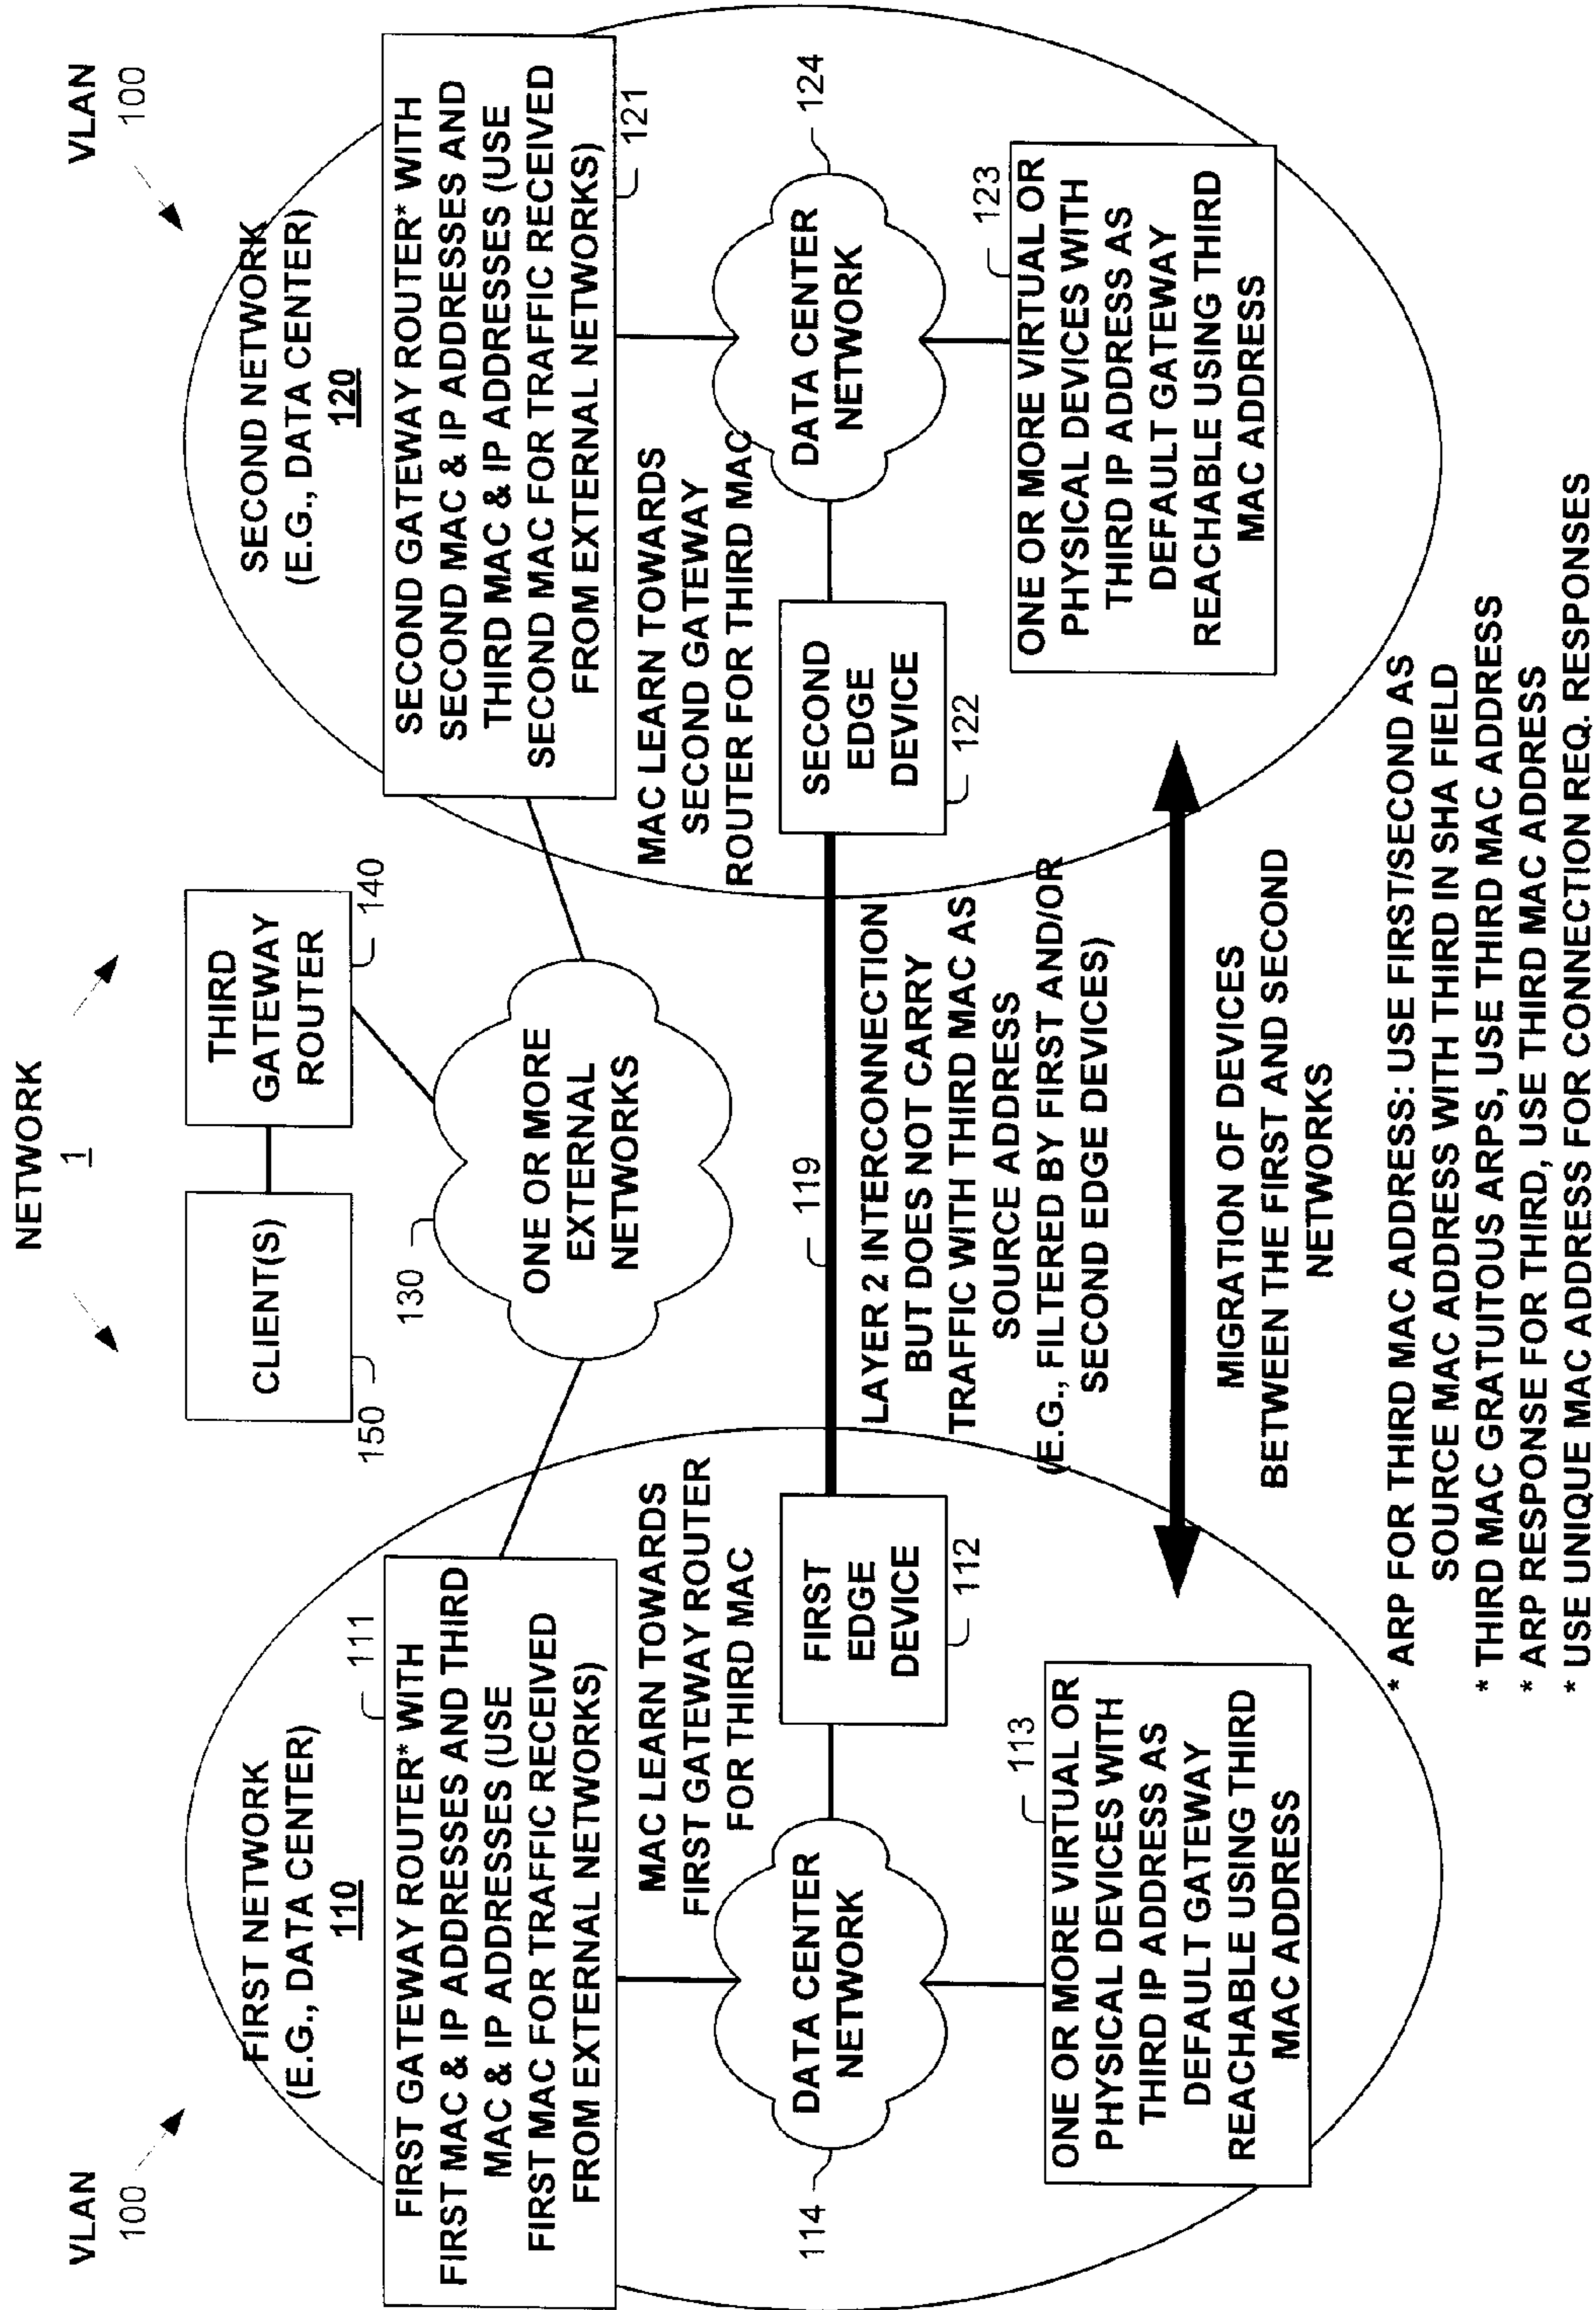 NETWORK
1
VLAN
100
VLAN
100
FIRST NETWORK
(E.G., DATA CENTER)
110
FIRST GATEWAY ROUTER* WITH
FIRST MAC & IP ADDRESSES AND THIRD
MAC & IP ADDRESSES (USE
FIRST MAC FOR TRAFFIC RECEIVED
FROM EXTERNAL NETWORKS)
111
MAC LEARN TOWARDS
FIRST GATEWAY ROUTER
FOR THIRD MAC
DATA CENTER
NETWORK
114
FIRST
EDGE
DEVICE
112
113
ONE OR MORE VIRTUAL OR
PHYSICAL DEVICES WITH
THIRD IP ADDRESS AS
DEFAULT GATEWAY
REACHABLE USING THIRD
MAC ADDRESS
CLIENT(S)
150
THIRD
GATEWAY
ROUTER
140
130
ONE OR MORE
EXTERNAL
NETWORKS
119
LAYER 2 INTERCONNECTION
BUT DOES NOT CARRY
TRAFFIC WITH THIRD MAC AS
SOURCE ADDRESS
(E.G., FILTERED BY FIRST AND/OR
SECOND EDGE DEVICES)
MIGRATION OF DEVICES
BETWEEN THE FIRST AND SECOND
NETWORKS
SECOND NETWORK
(E.G., DATA CENTER)
120
SECOND GATEWAY ROUTER* WITH
SECOND MAC & IP ADDRESSES AND
THIRD MAC & IP ADDRESSES (USE
SECOND MAC FOR TRAFFIC RECEIVED
FROM EXTERNAL NETWORKS)
121
MAC LEARN TOWARDS
SECOND GATEWAY
ROUTER FOR THIRD MAC
DATA CENTER
NETWORK
124
SECOND
EDGE
DEVICE
122
123
ONE OR MORE VIRTUAL OR
PHYSICAL DEVICES WITH
THIRD IP ADDRESS AS
DEFAULT GATEWAY
REACHABLE USING THIRD
MAC ADDRESS
* ARP FOR THIRD MAC ADDRESS: USE FIRST/SECOND AS
SOURCE MAC ADDRESS WITH THIRD IN SHA FIELD
* THIRD MAC GRATUITOUS ARPS, USE THIRD MAC ADDRESS
* ARP RESPONSE FOR THIRD, USE THIRD MAC ADDRESS
* USE UNIQUE MAC ADDRESS FOR CONNECTION REQ. RESPONSES